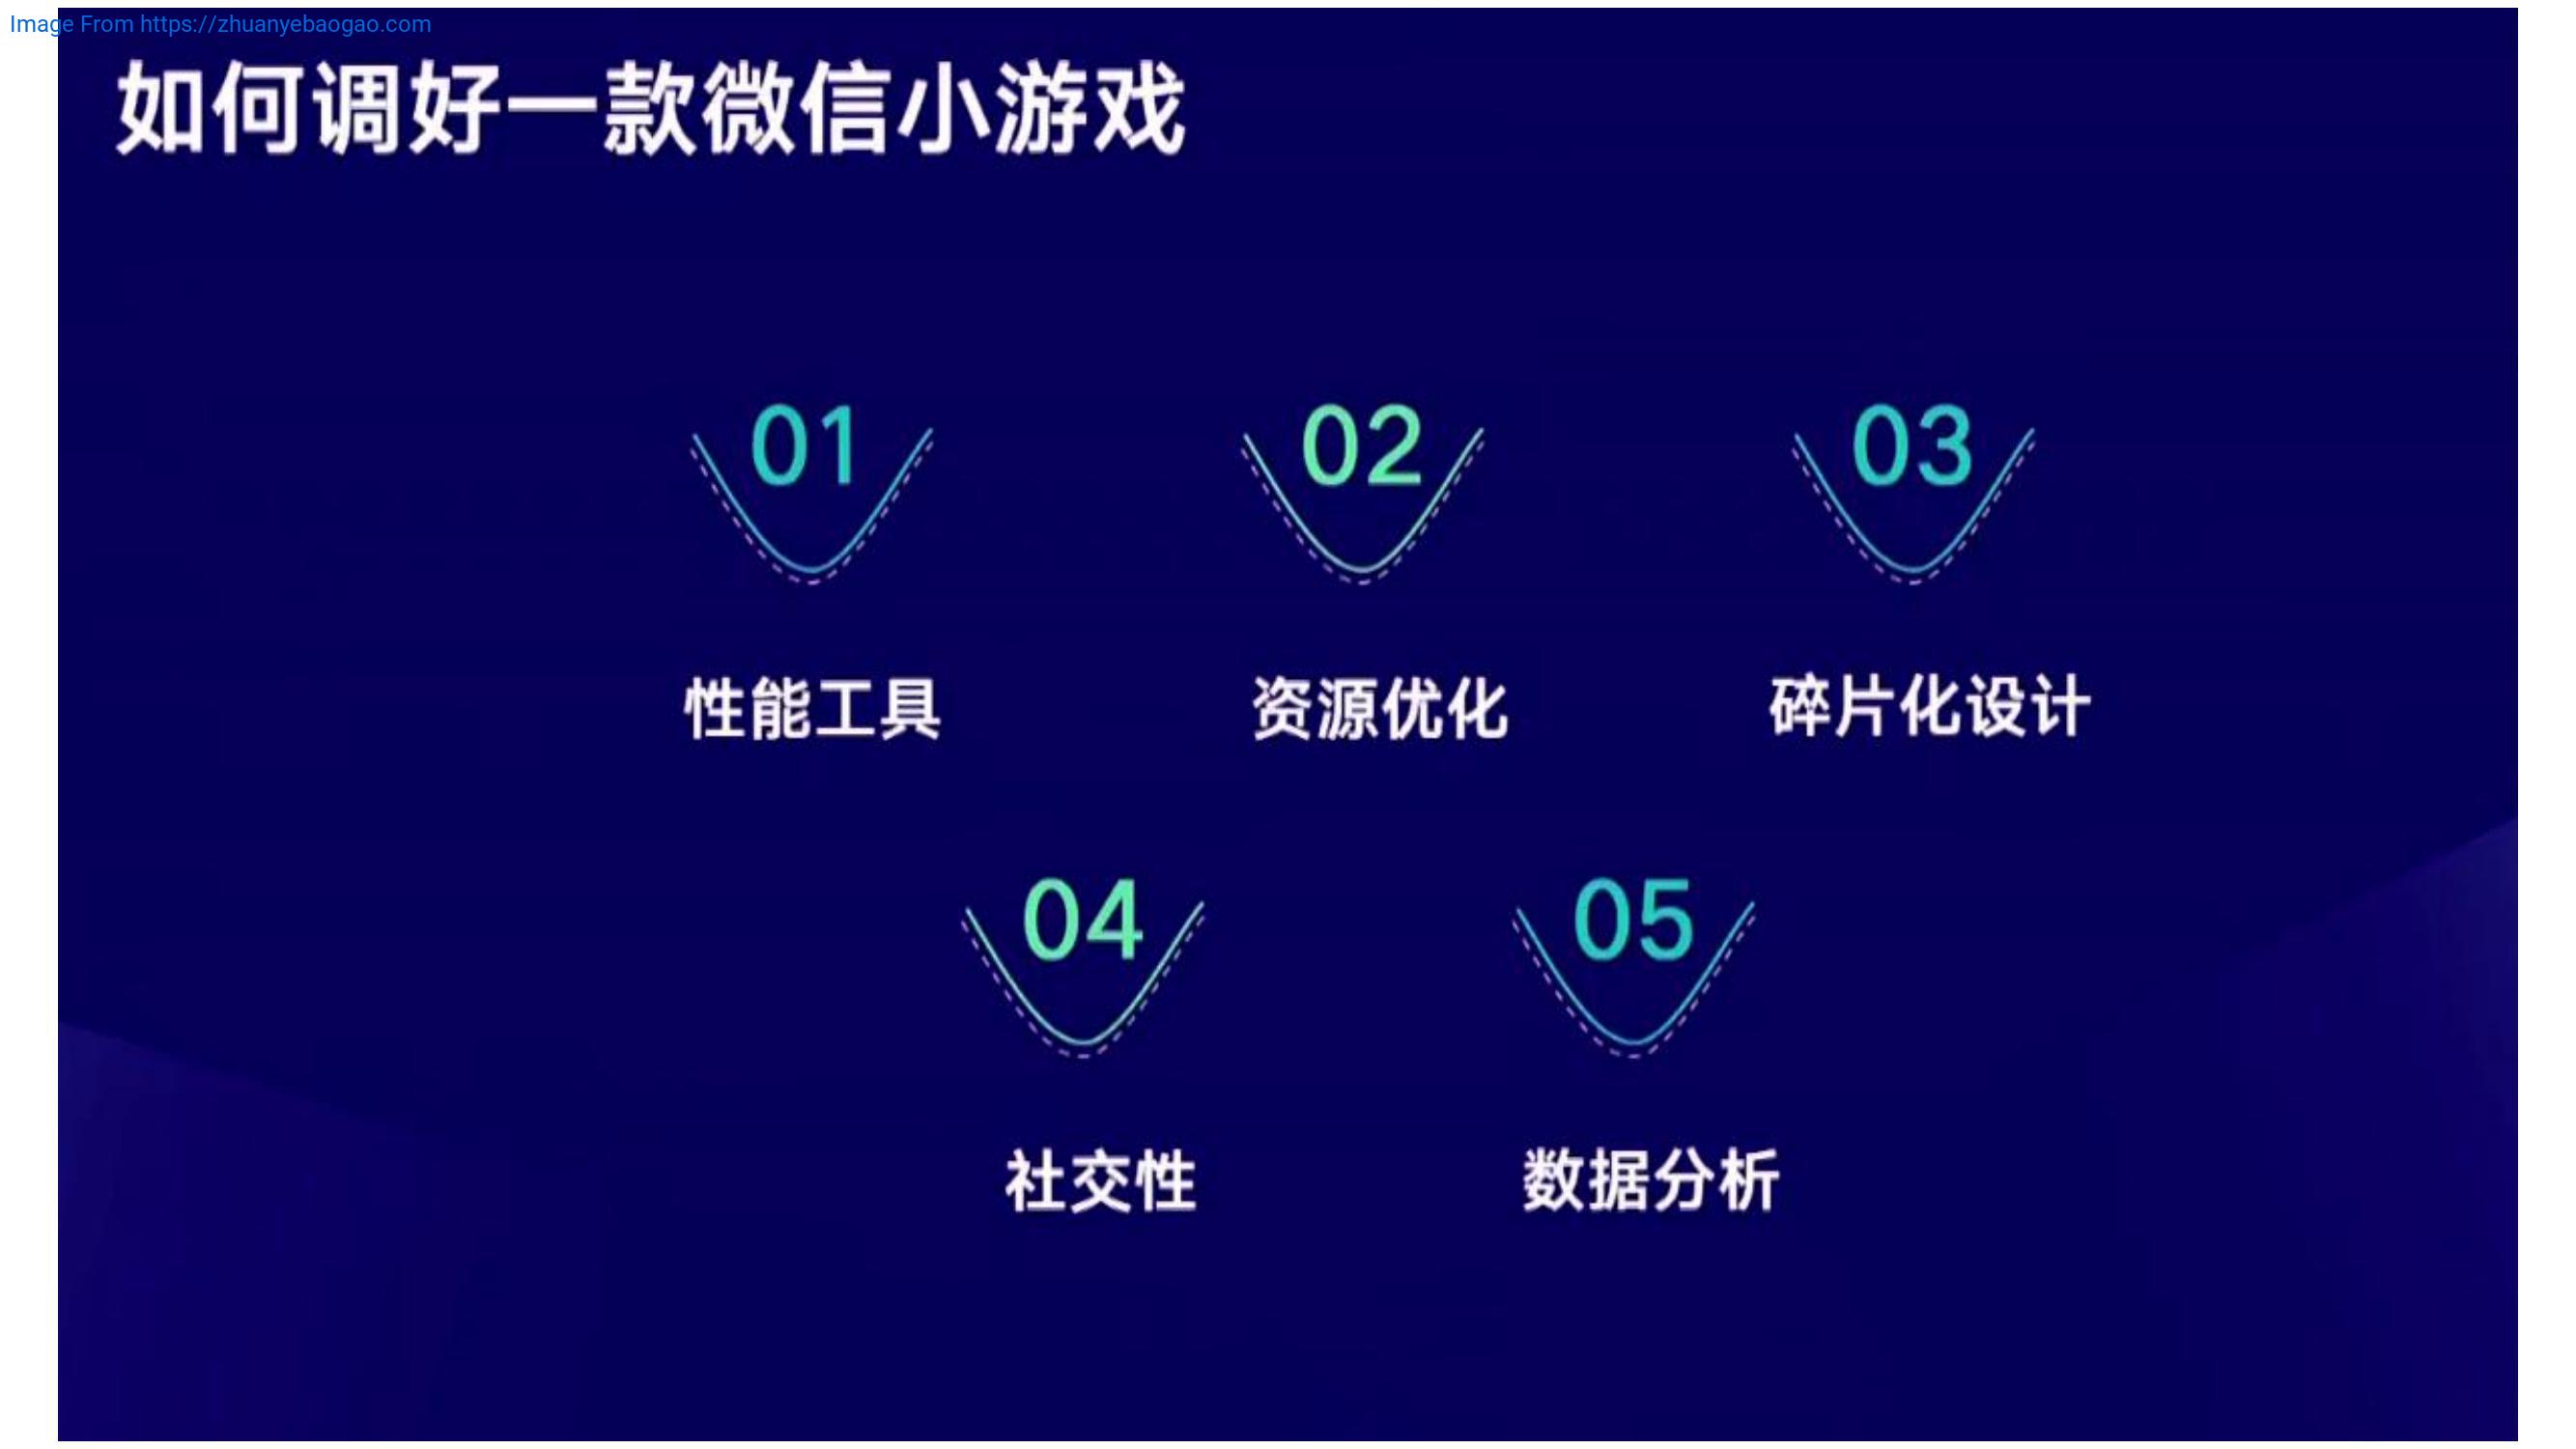 Image From https://zhuanyebaogao.com
如何调好一款微信小游戏
01
02
03
性能工具
资源优化
碎片化设计
04
05
社交性
数据分析